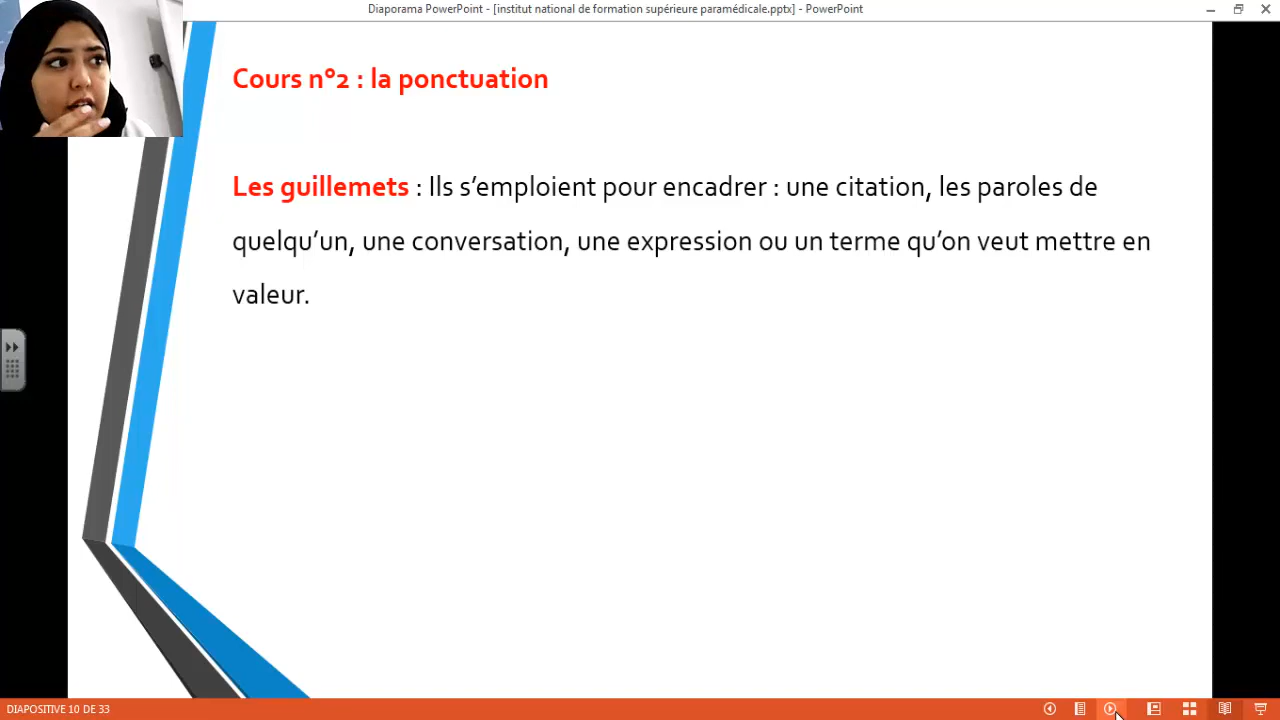 Diaporama PowerPoint - [institut national de formation supérieure paramédicale.pptx] - PowerPoint
Cours n°2 : la ponctuation
Les guillemets : Ils s’emploient pour encadrer : une citation, les paroles de
quelqu’un, une conversation, une expression ou un terme qu’on veut mettre en
valeur.
DIAPOSITIVE 10 DE 33